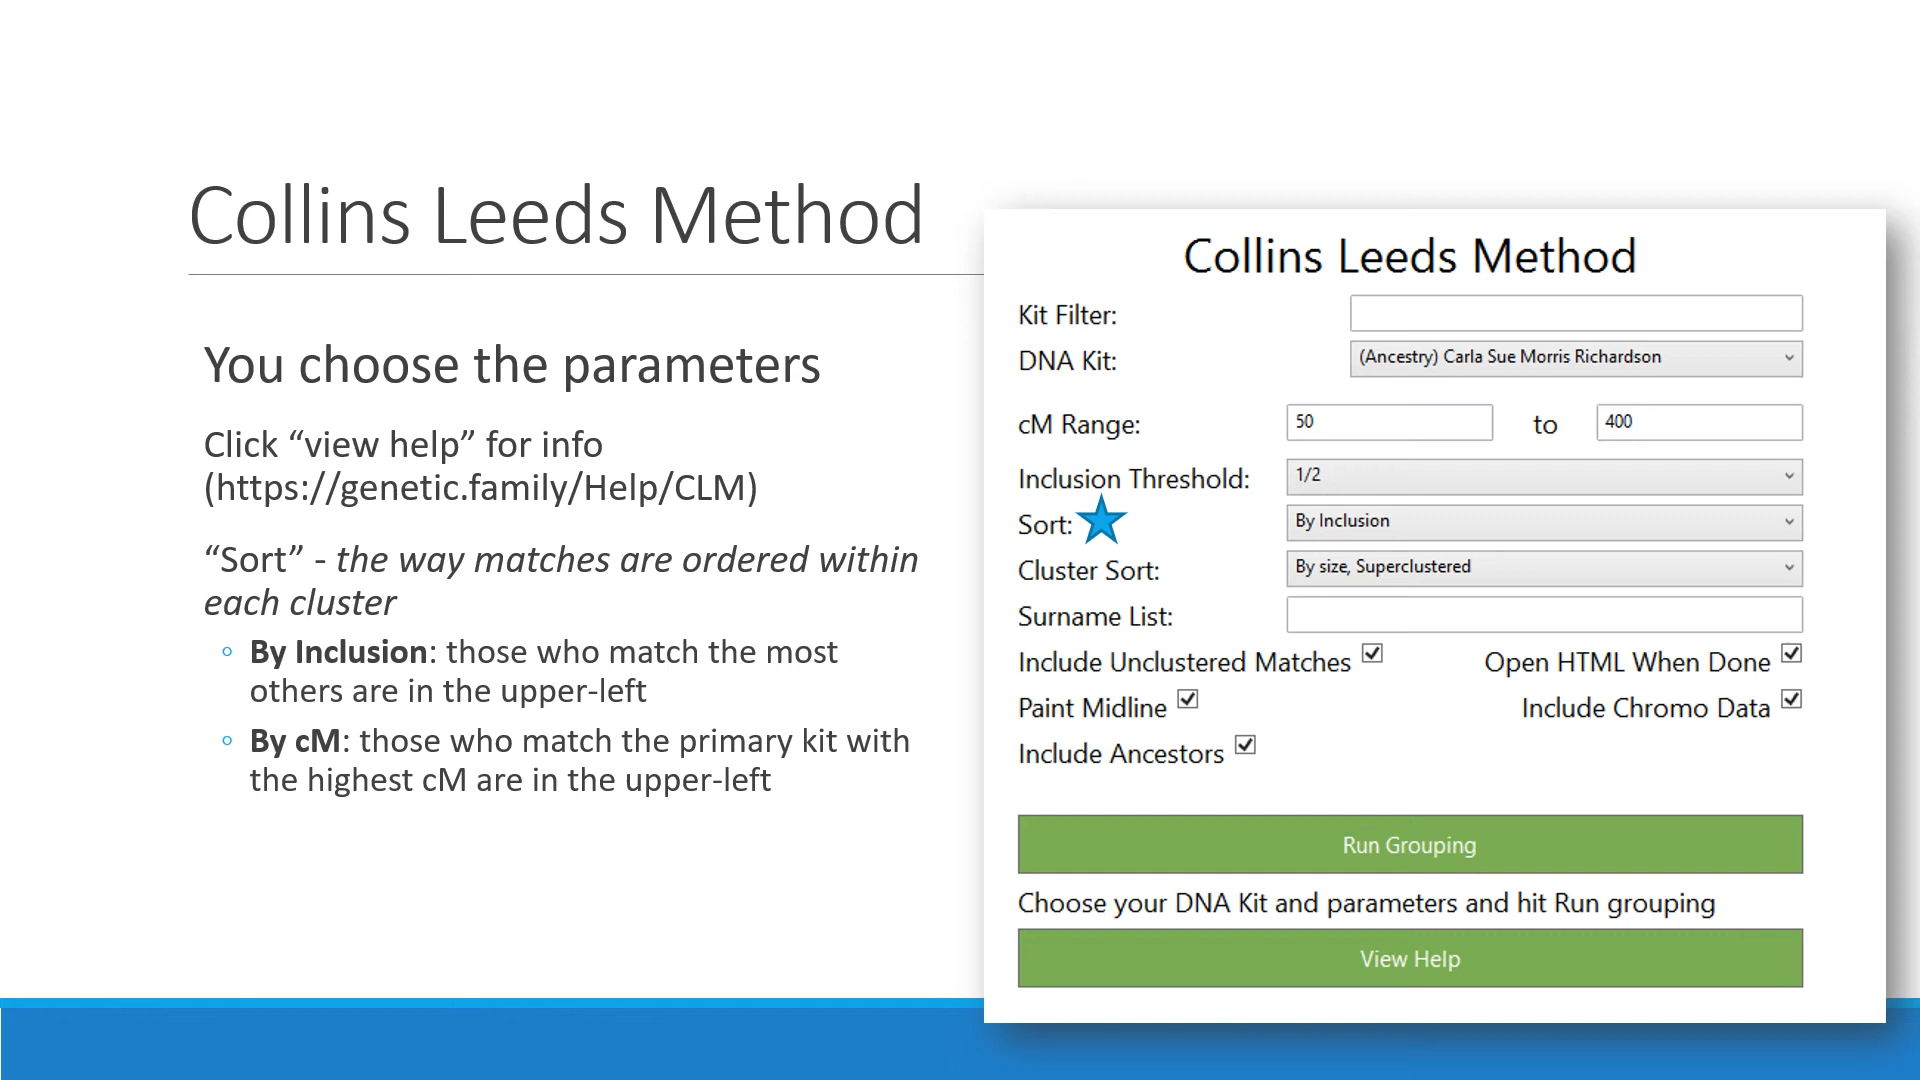 Collins Leeds Method
You choose the parameters
Click “view help” for info
(https://genetic.family/Help/CLM)
“Sort” - the way matches are ordered within
each cluster
◦ By Inclusion: those who match the most
others are in the upper-left
◦ By cM: those who match the primary kit with
the highest cM are in the upper-left
Collins Leeds Method
Kit Filter:
DNA Kit: (Ancestry) Carla Sue Morris Richardson
cM Range: 50 to 400
Inclusion Threshold: 1/2
Sort: By Inclusion
Cluster Sort: By size, Superclustered
Surname List:
Include Unclustered Matches Open HTML When Done
Paint Midline Include Chromo Data
Include Ancestors
Run Grouping
Choose your DNA Kit and parameters and hit Run grouping
View Help